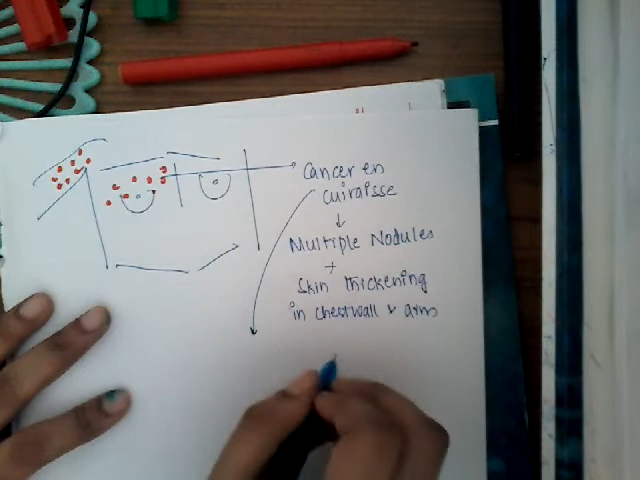 Cancer en
cuiraisse
↓
Multiple Nodules
+
Skin thickening
in chestwall & arm